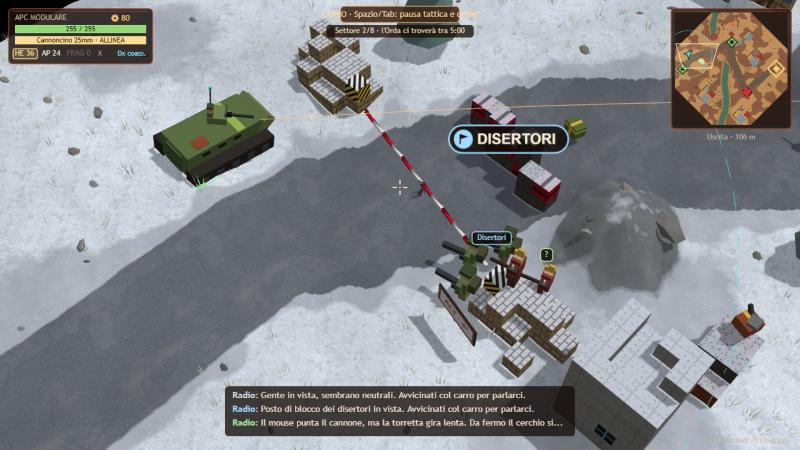 APC MODULARE 80
255 / 255
Cannoncino 25mm · ALLINEA
HE 36 AP 24 FRAG 0 X Dx coass.
· Spazio/Tab: pausa tattica e
Settore 2/8 · l'Orda ci troverà tra 5:00
Uscita · 106 m
DISERTORI
Disertori
?
Radio: Gente in vista, sembrano neutrali. Avvicinati col carro per parlarci.
Radio: Posto di blocco dei disertori in vista. Avvicinati col carro per parlarci.
Radio: Il mouse punta il cannone, ma la torretta gira lenta. Da fermo il cerchio si...